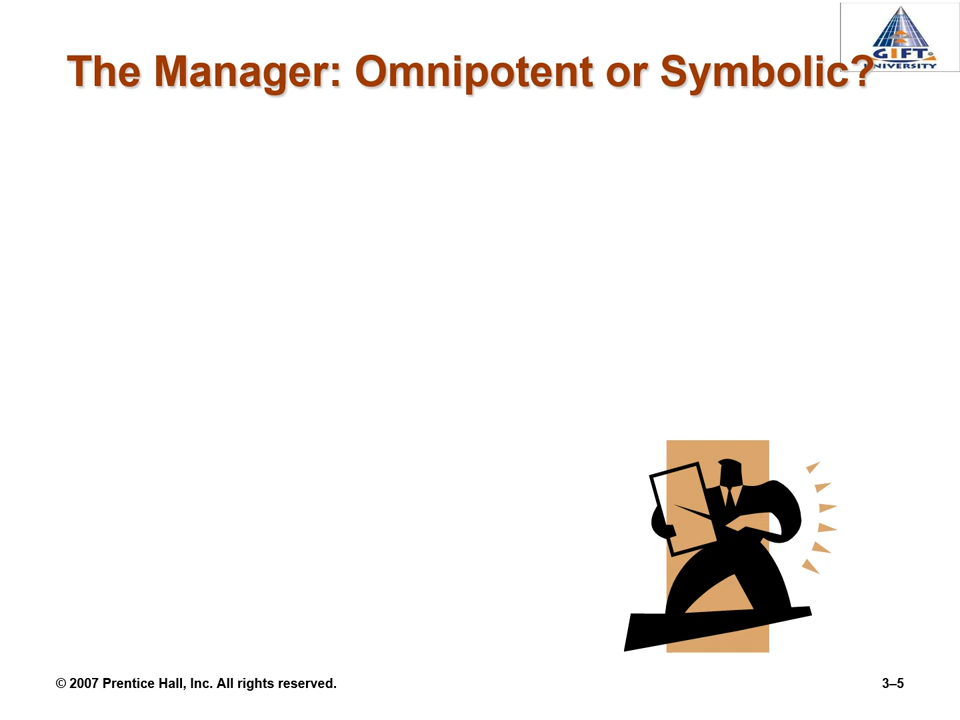 The Manager: Omnipotent or Symbolic?
GIFT
UNIVERSITY
© 2007 Prentice Hall, Inc. All rights reserved.
3–5